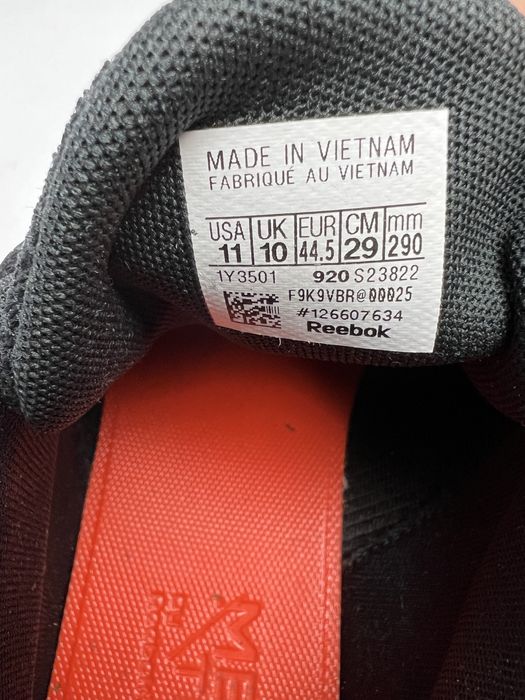 MADE IN VIETNAM
FABRIQUÉ AU VIETNAM
USA UK EUR CM mm
11 10 44.5 29 290
1Y3501 920 S23822
F9K9VBR@00025
#126607634
Reebok